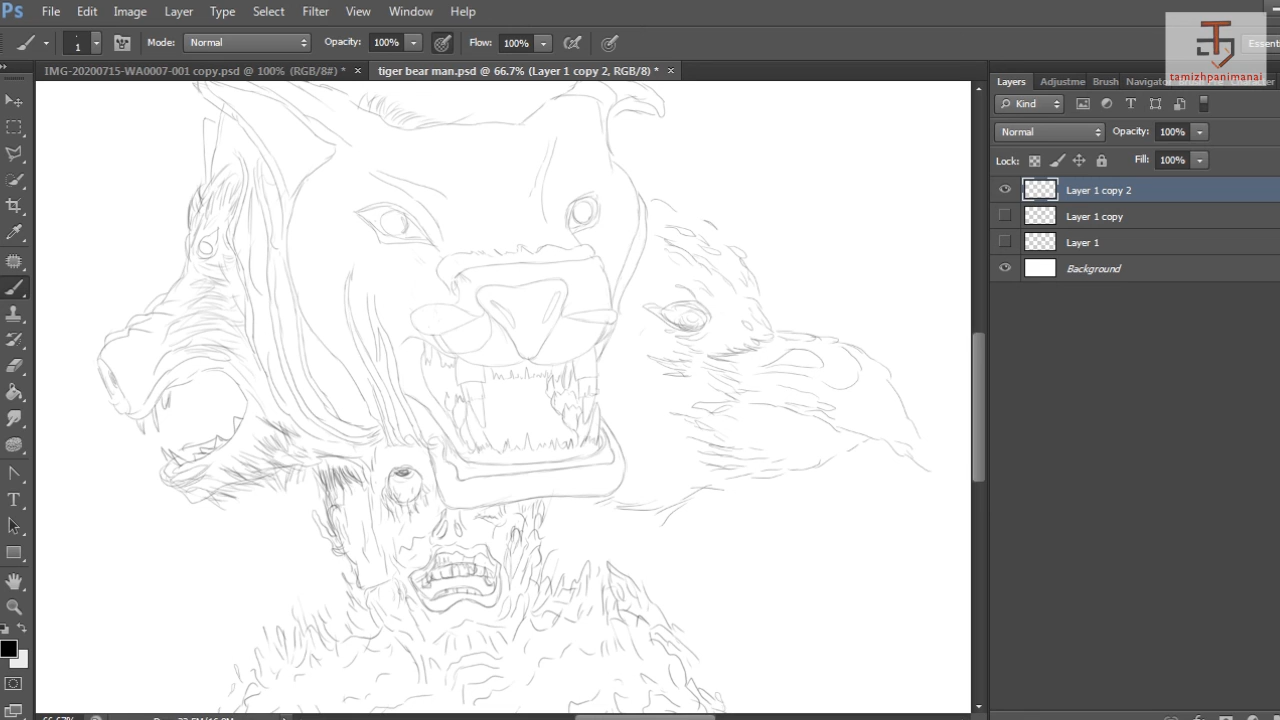 Ps File Edit Image Layer Type Select Filter View Window Help
1 Mode: Normal Opacity: 100% Flow: 100%
Essent
tamizhpanimanai
IMG-20200715-WA0007-001 copy.psd @ 100% (RGB/8#) * × tiger bear man.psd @ 66.7% (Layer 1 copy 2, RGB/8) * ×
Layers Adjustme Brush Navigator
Kind
Normal Opacity: 100%
Lock: Fill: 100%
Layer 1 copy 2
Layer 1 copy
Layer 1
Background